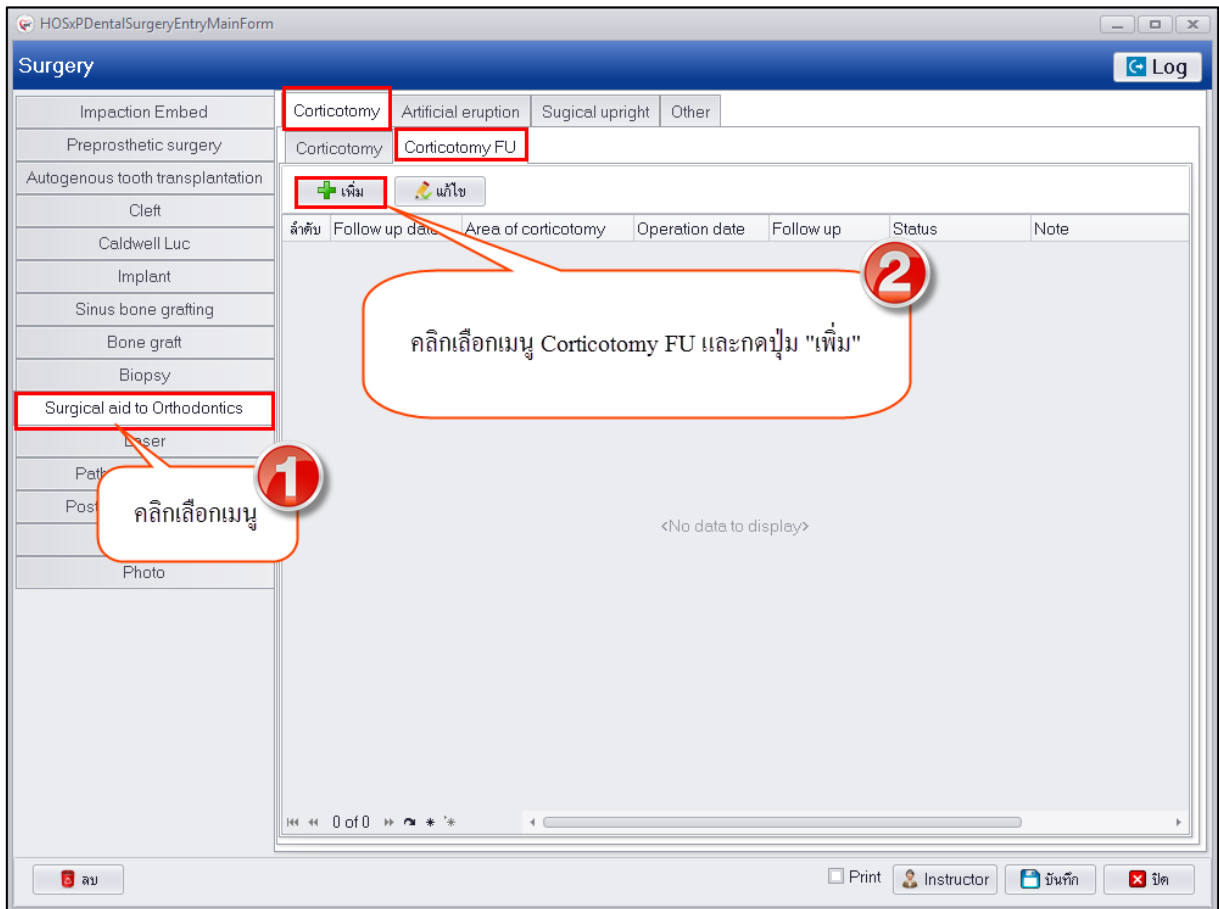 HOSxPDentalSurgeryEntryMainForm
Surgery
Log
Impaction Embed
Preprosthetic surgery
Autogenous tooth transplantation
Cleft
Caldwell Luc
Implant
Sinus bone grafting
Bone graft
Biopsy
Surgical aid to Orthodontics
Laser
Post
Photo
คลิกเลือกเมนู
1
Corticotomy Artificial eruption Sugical upright Other
Corticotomy Corticotomy FU
เพิ่ม แก้ไข
ลำดับ Follow up date Area of corticotomy Operation date Follow up Status Note
2
คลิกเลือกเมนู Corticotomy FU และกดปุ่ม "เพิ่ม"
<No data to display>
0 of 0
ลบ Print Instructor บันทึก ปิด